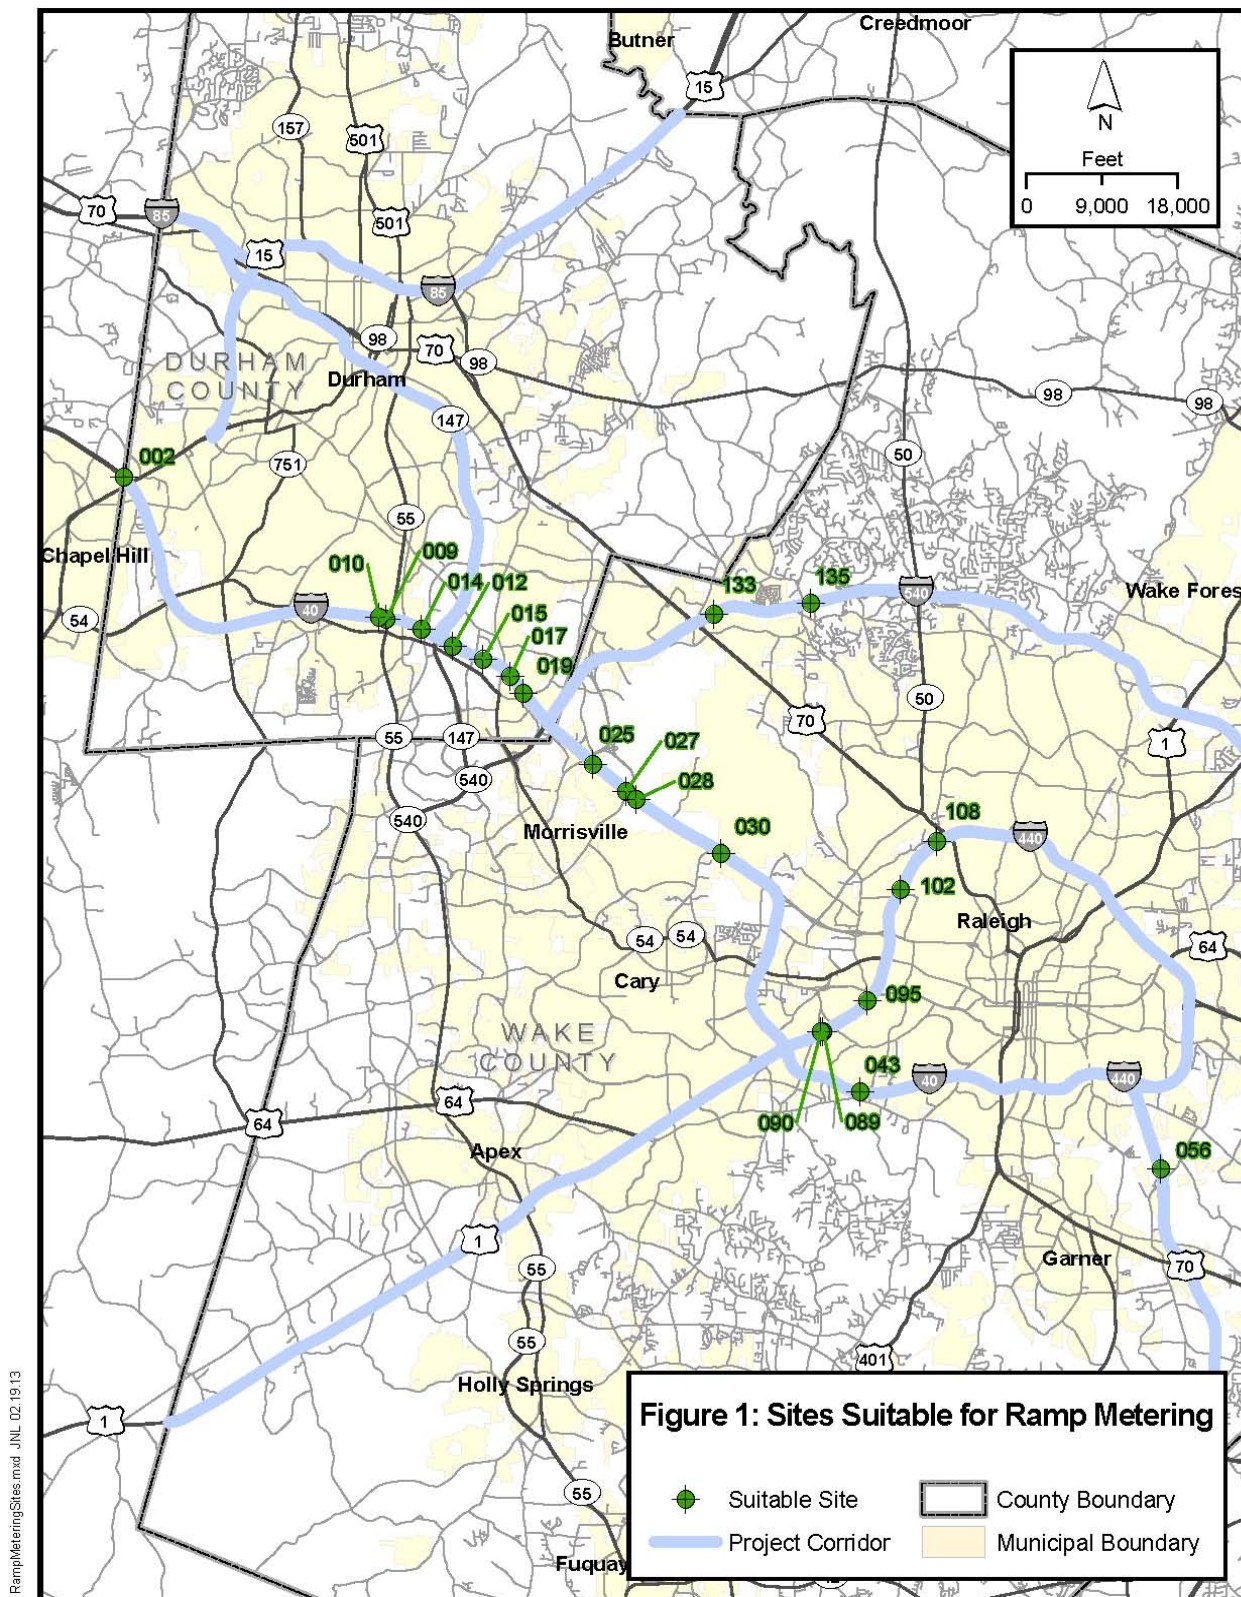 Creedmoor
Butner
15
N
Feet
0 9,000 18,000
157
501
70
85
501
15
85
98
70
98
DURHAM
COUNTY
Durham
98
98
147
50
002
751
55
Chapel Hill
009
010
014
012
133
135
540
Wake Fores
40
54
015
017
019
50
70
1
55
147
025
027
540
028
540
Morrisville
108
440
030
102
Raleigh
54
54
64
Cary
095
WAKE
COUNTY
043
40
440
64
64
090
089
Apex
056
1
Garner
70
55
55
401
Holly Springs
1
Figure 1: Sites Suitable for Ramp Metering
Suitable Site
County Boundary
Project Corridor
Municipal Boundary
55
Fuquay
RampMeteringSites.mxd JNL 02.19.13